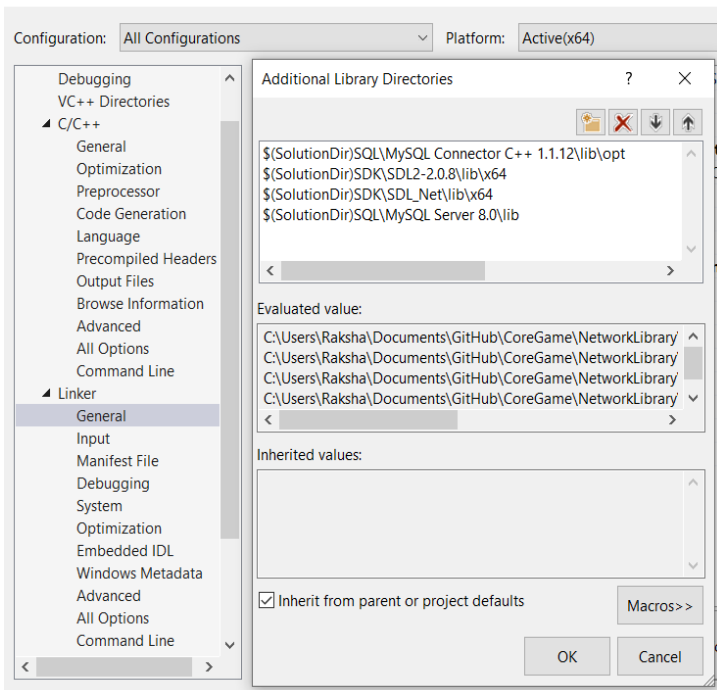 Configuration: All Configurations Platform: Active(x64)
Debugging
VC++ Directories
C/C++
General
Optimization
Preprocessor
Code Generation
Language
Precompiled Headers
Output Files
Browse Information
Advanced
All Options
Command Line
Linker
General
Input
Manifest File
Debugging
System
Optimization
Embedded IDL
Windows Metadata
Advanced
All Options
Command Line
Additional Library Directories ?
$(SolutionDir)SQL\MySQL Connector C++ 1.1.12\lib\opt
$(SolutionDir)SDK\SDL2-2.0.8\lib\x64
$(SolutionDir)SDK\SDL_Net\lib\x64
$(SolutionDir)SQL\MySQL Server 8.0\lib
Evaluated value:
C:\Users\Raksha\Documents\GitHub\CoreGame\NetworkLibrary\
C:\Users\Raksha\Documents\GitHub\CoreGame\NetworkLibrary\
C:\Users\Raksha\Documents\GitHub\CoreGame\NetworkLibrary\
C:\Users\Raksha\Documents\GitHub\CoreGame\NetworkLibrary\
Inherited values:
Inherit from parent or project defaults
Macros>>
OK Cancel